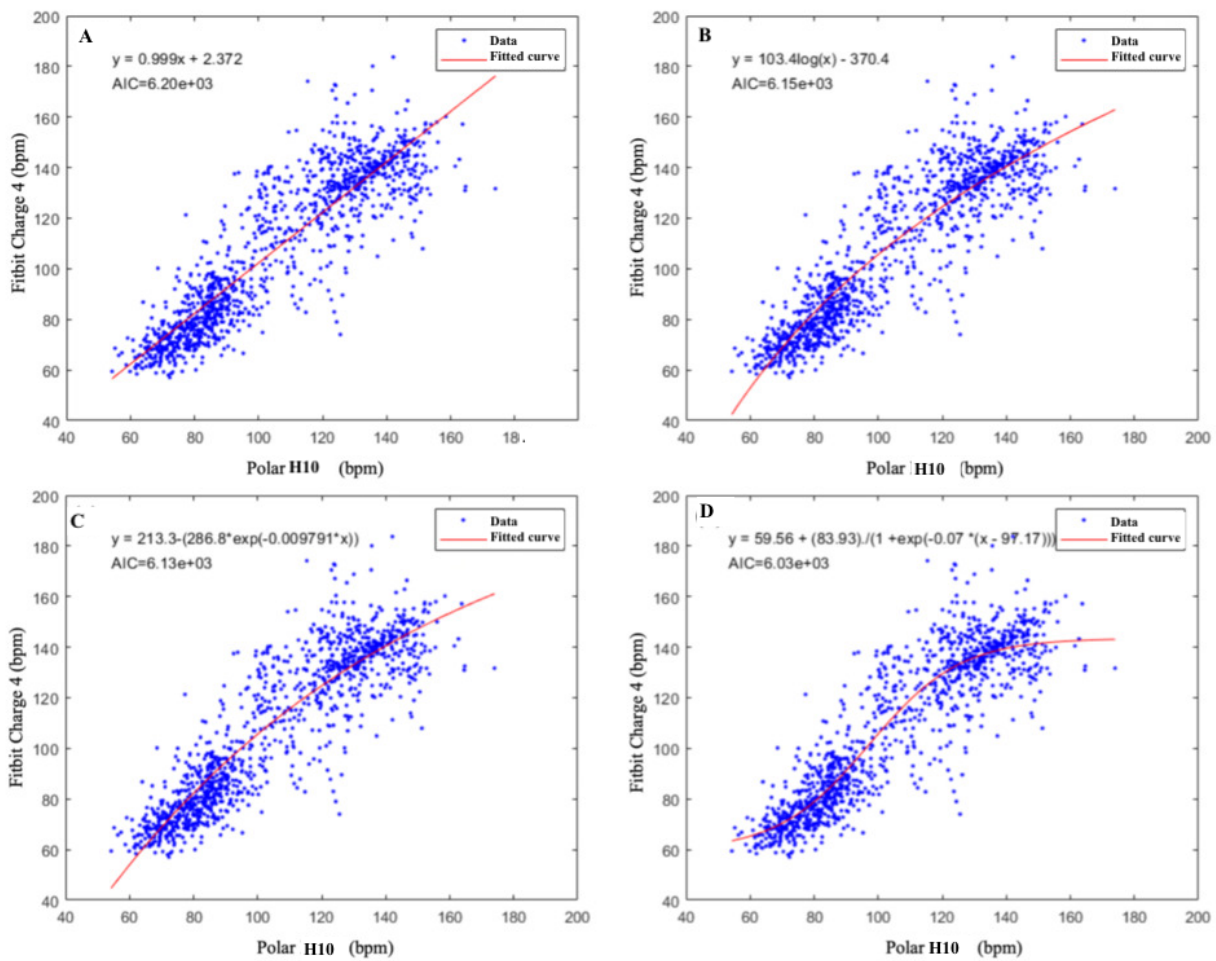 A
y = 0.999x + 2.372
AIC=6.20e+03
Data
Fitted curve
200
180
160
140
120
100
80
60
40
Fitbit Charge 4 (bpm)
40 60 80 100 120 140 160 18
Polar H10 (bpm)
B
y = 103.4log(x) - 370.4
AIC=6.15e+03
Data
Fitted curve
200
180
160
140
120
100
80
60
40
Fitbit Charge 4 (bpm)
40 60 80 100 120 140 160 180 200
Polar H10 (bpm)
C
y = 213.3-(286.8*exp(-0.009791*x))
AIC=6.13e+03
Data
Fitted curve
200
180
160
140
120
100
80
60
40
Fitbit Charge 4 (bpm)
40 60 80 100 120 140 160 180 200
Polar H10 (bpm)
D
y = 59.56 + (83.93)./(1 +exp(-0.07 *(x - 97.17)))
AIC=6.03e+03
Data
Fitted curve
200
180
160
140
120
100
80
60
40
Fitbit Charge 4 (bpm)
40 60 80 100 120 140 160 180 200
Polar H10 (bpm)